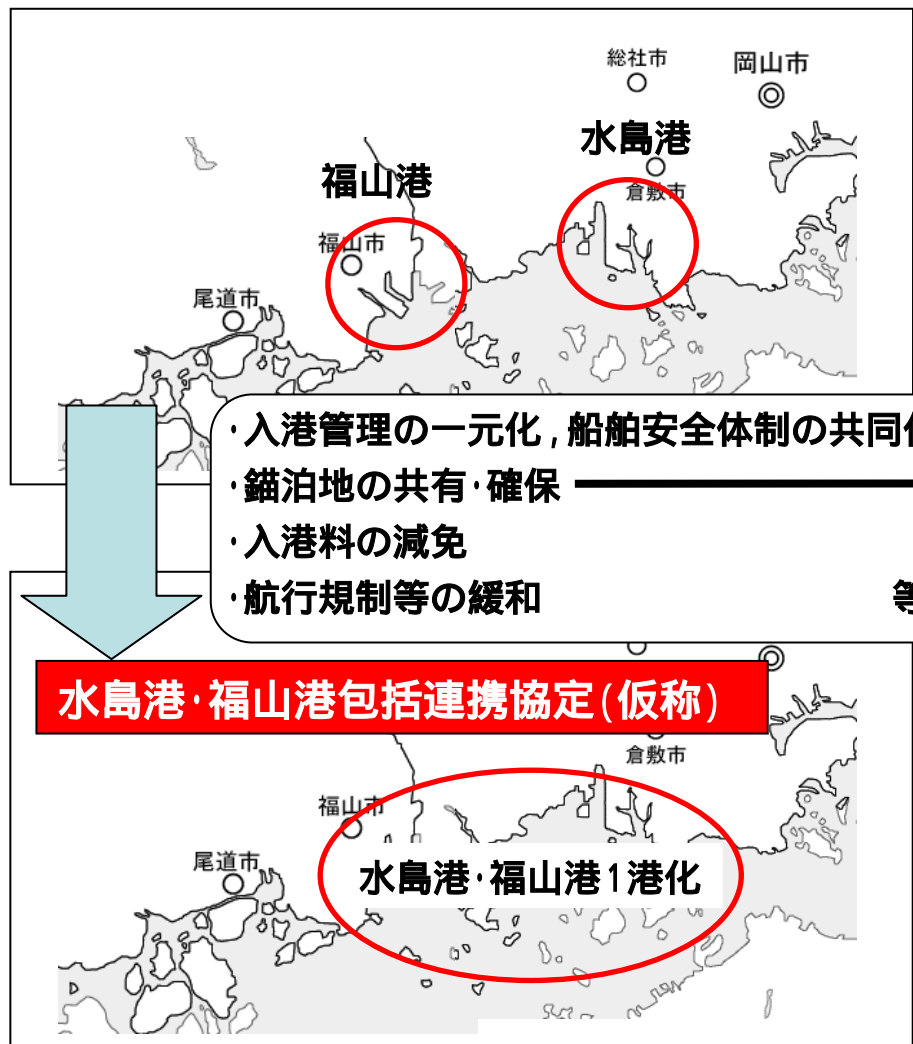 総社市
岡山市
水島港
倉敷市
福山港
福山市
尾道市
・入港管理の一元化，船舶安全体制の共同
・錨泊地の共有・確保
・入港料の減免
・航行規制等の緩和 等
水島港・福山港包括連携協定(仮称)
倉敷市
福山市
尾道市
水島港・福山港1港化